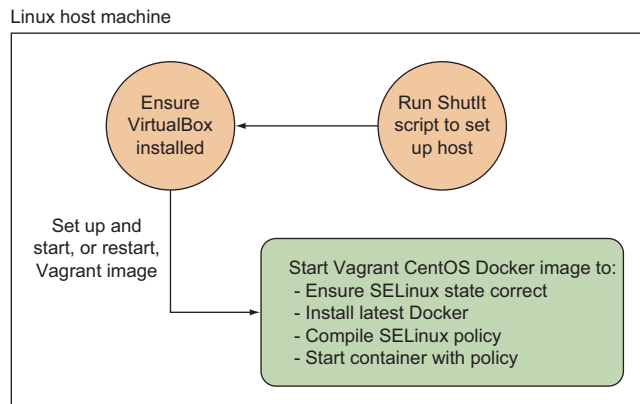 Linux host machine
Ensure
VirtualBox
installed
Run ShutIt
script to set
up host
Set up and
start, or restart,
Vagrant image
Start Vagrant CentOS Docker image to:
- Ensure SELinux state correct
- Install latest Docker
- Compile SELinux policy
- Start container with policy